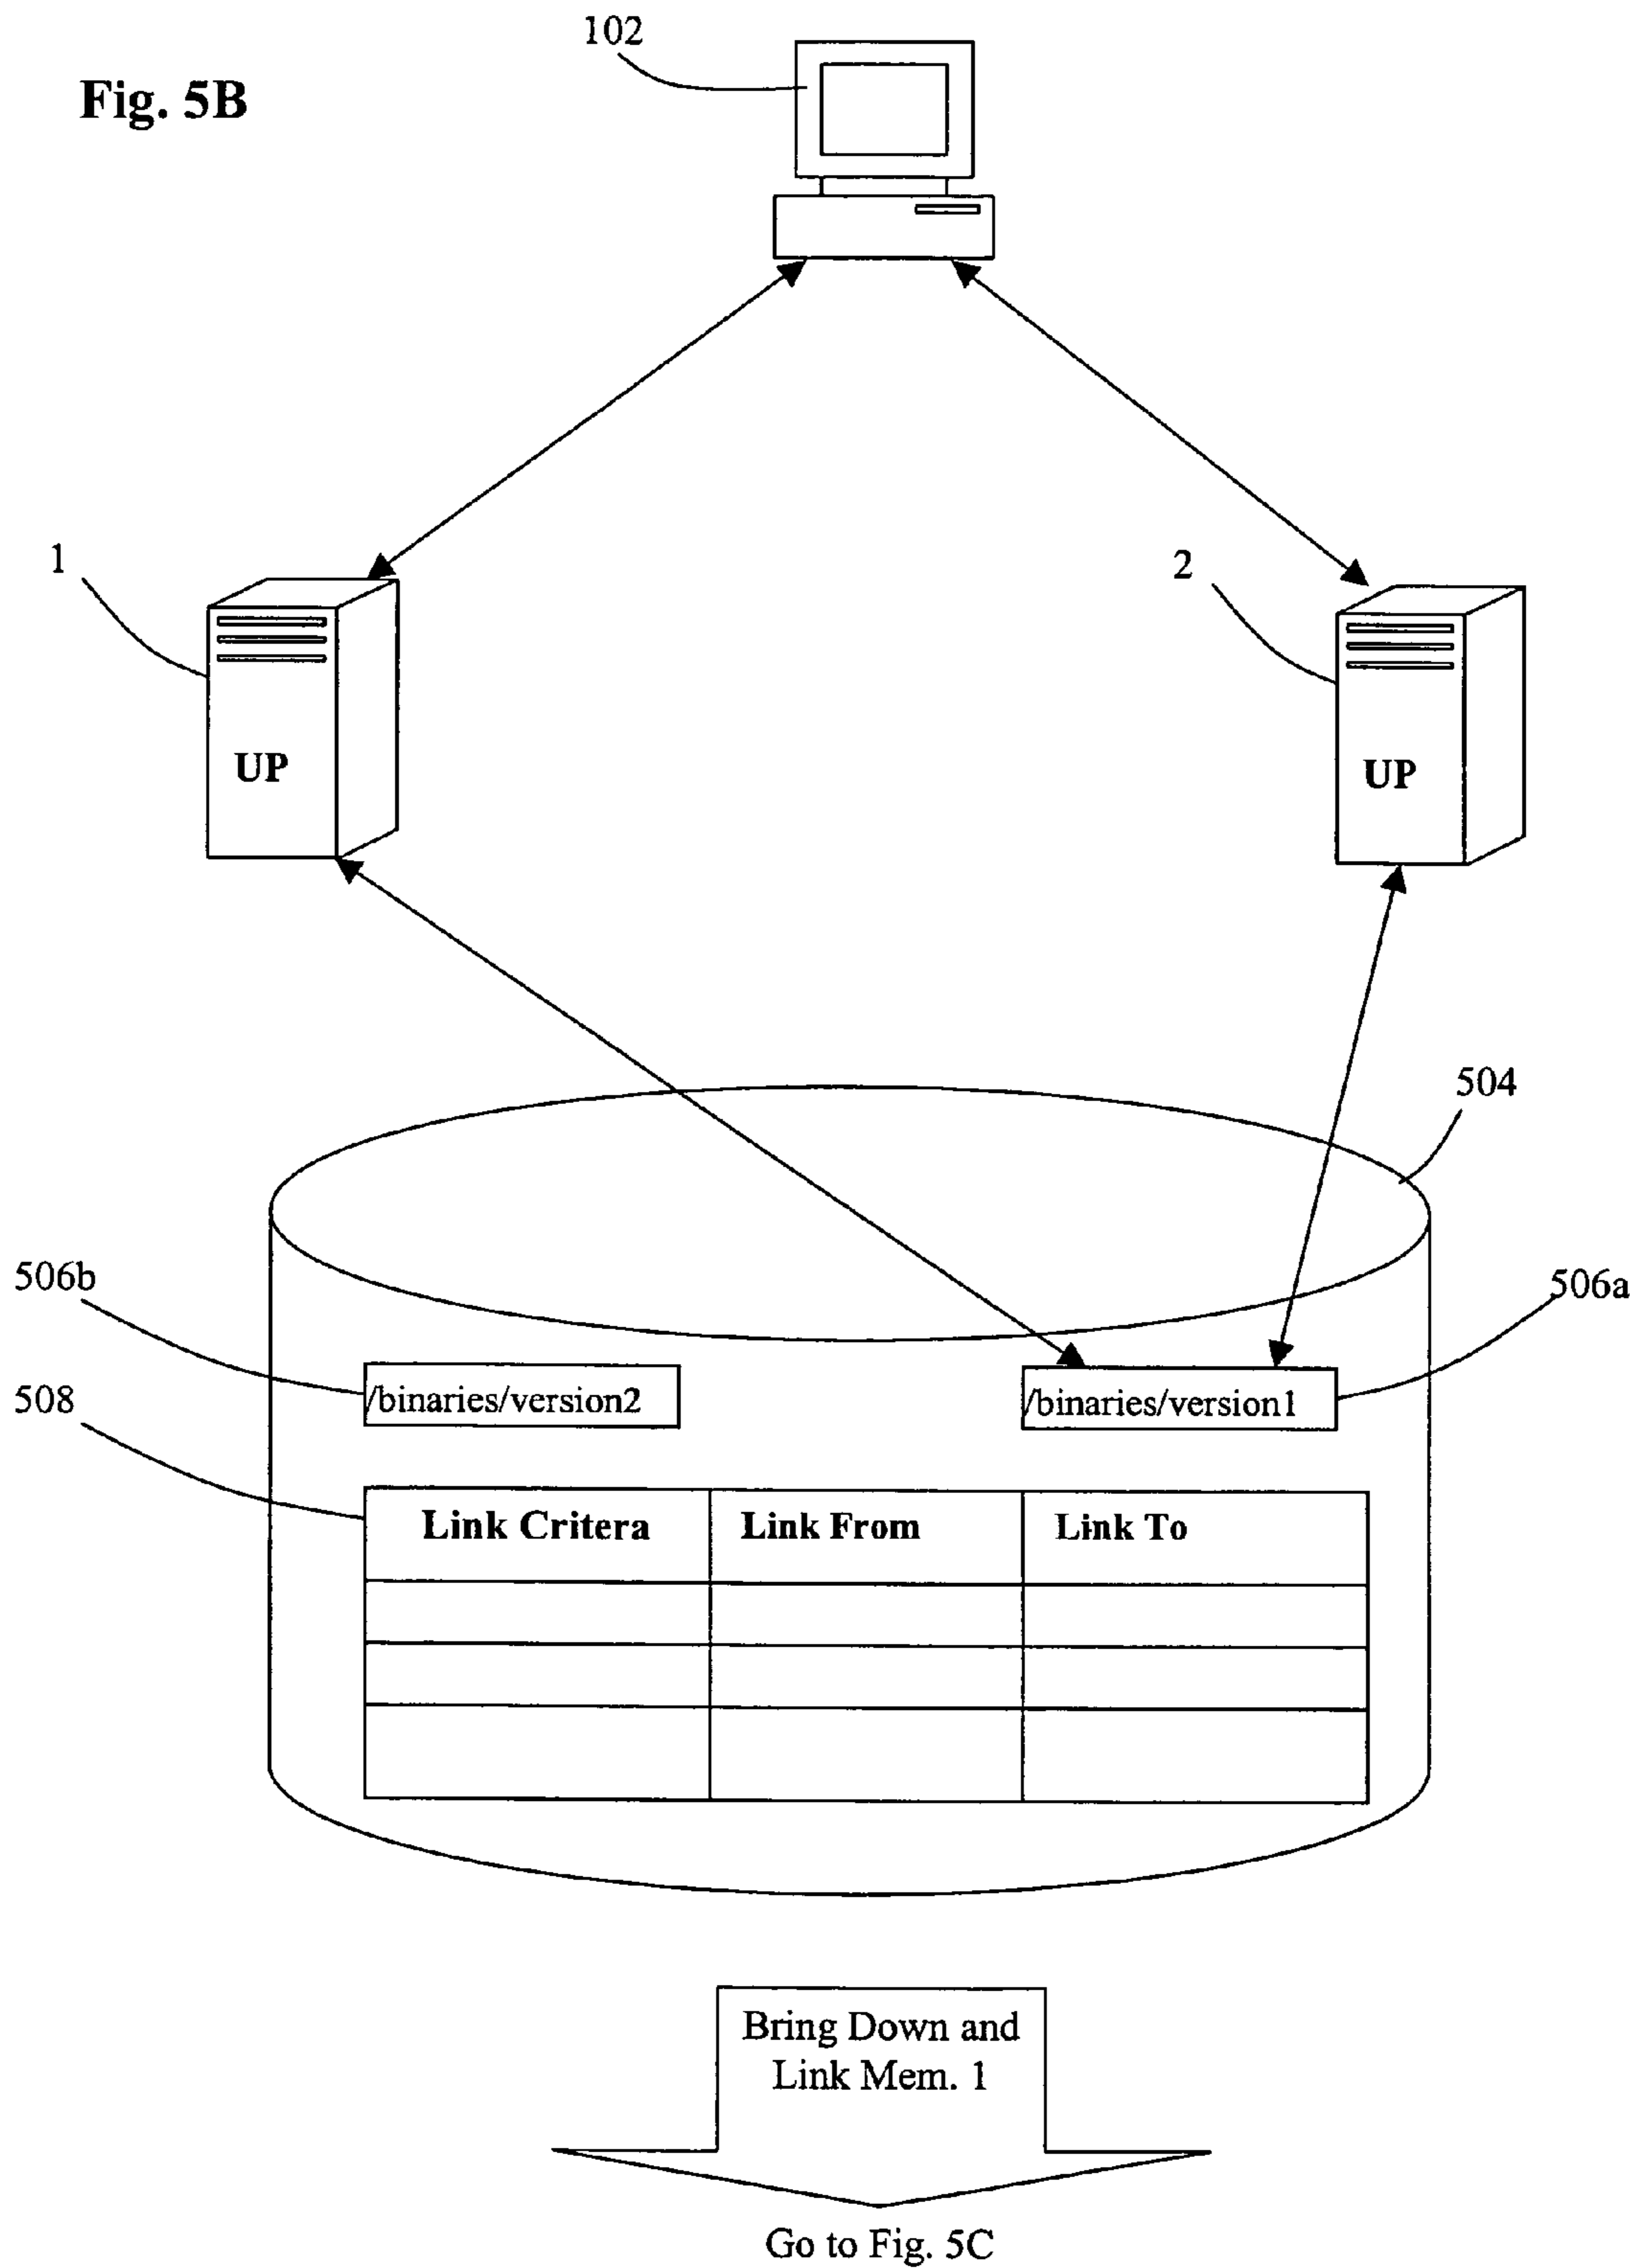 102
Fig. 5B
1
2
UP
UP
504
506b
506a
/binaries/version2
/binaries/version1
508
Link Critera
Link From
Link To
Bring Down and
Link Mem. 1
Go to Fig. 5C